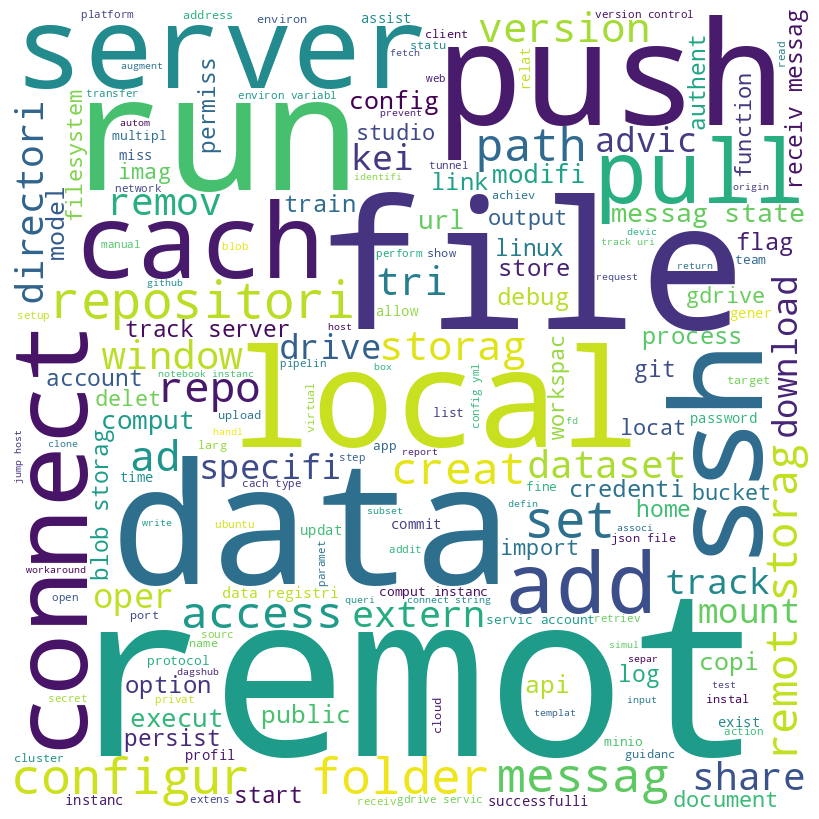 platform
address
environ
assist
version control
server
run
push
version
client
statu
fetch
web
read
augment
transfer
environ variabl
permiss
config
prevent
relat
authent
function
receiv messag
autom
multipl
studio
path
advic
pull
filesystem
miss
imag
kei
tunnel
link
modifi
directori
model
network
remov
train
identifi
achiev
origin
cach
file
url
output
messag state
store
linux
devic
track uri
flag
team
manual
blob
perform
show
request
return
github
tri
debug
gdrive
gener
repositori
setup
allow
track server
host
process
connect
window
drive
storag
pipelin
local
workspac
git
target
download
account
notebook instanc
box
config yml
delet
repo
virtual
list
locat
password
ssh
comput
upload
clone
larg
handl
app
report
fd
jump host
blob storag
time
ad
specifi
step
creat
dataset
cach type
fine
defin
credenti
bucket
storag
data
set
home
write
ubuntu
updat
subset
commit
associ
json file
import
workaround
open
paramet
addit
add
track
oper
data registri
comput instanc
port
access
extern
queri
connect string
servic account
retriev
mount
remot
sourc
name
protocol
dagshub
remot
simul
separ
copi
option
secret
privat
api
log
test
instal
input
minio
execut
public
cloud
templat
exist
action
persist
guidanc
cluster
profil
configur
folder
messag
share
instanc
extens
start
receiv
gdrive servic
successfulli
document